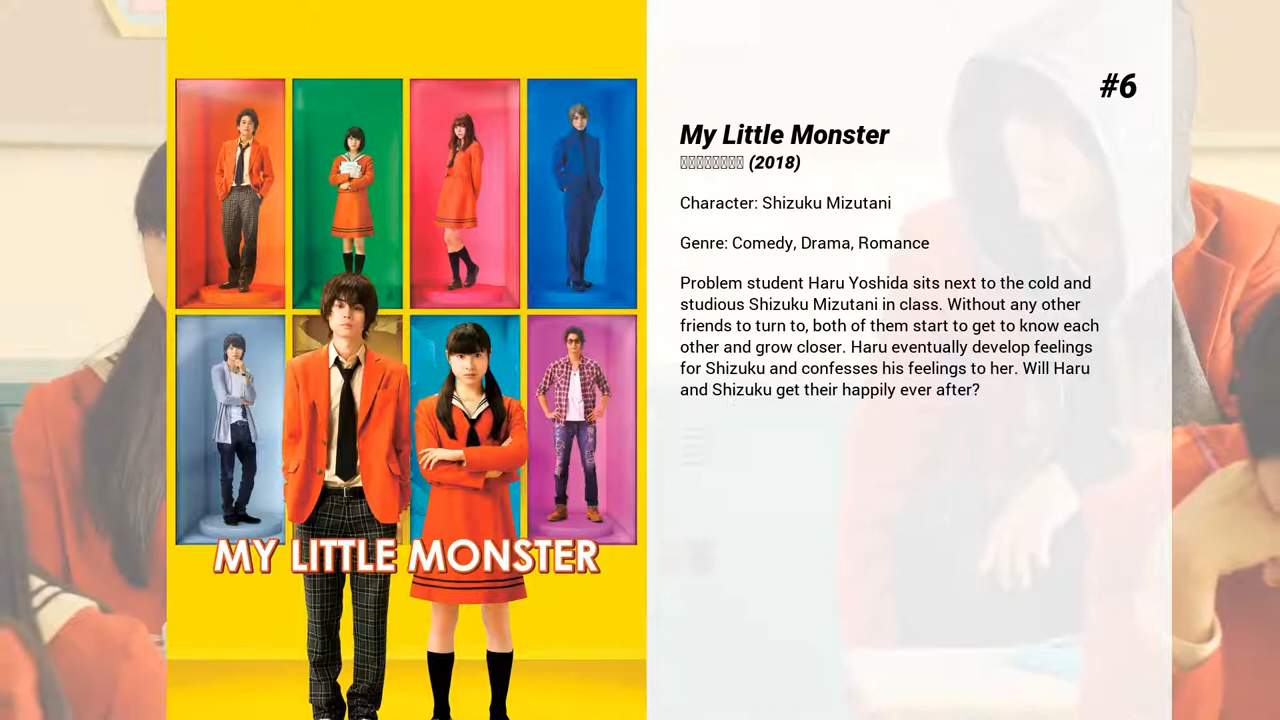 #6
My Little Monster
(2018)
Character: Shizuku Mizutani
Genre: Comedy, Drama, Romance
Problem student Haru Yoshida sits next to the cold and
studious Shizuku Mizutani in class. Without any other
friends to turn to, both of them start to get to know each
other and grow closer. Haru eventually develop feelings
for Shizuku and confesses his feelings to her. Will Haru
and Shizuku get their happily ever after?
MY LITTLE MONSTER